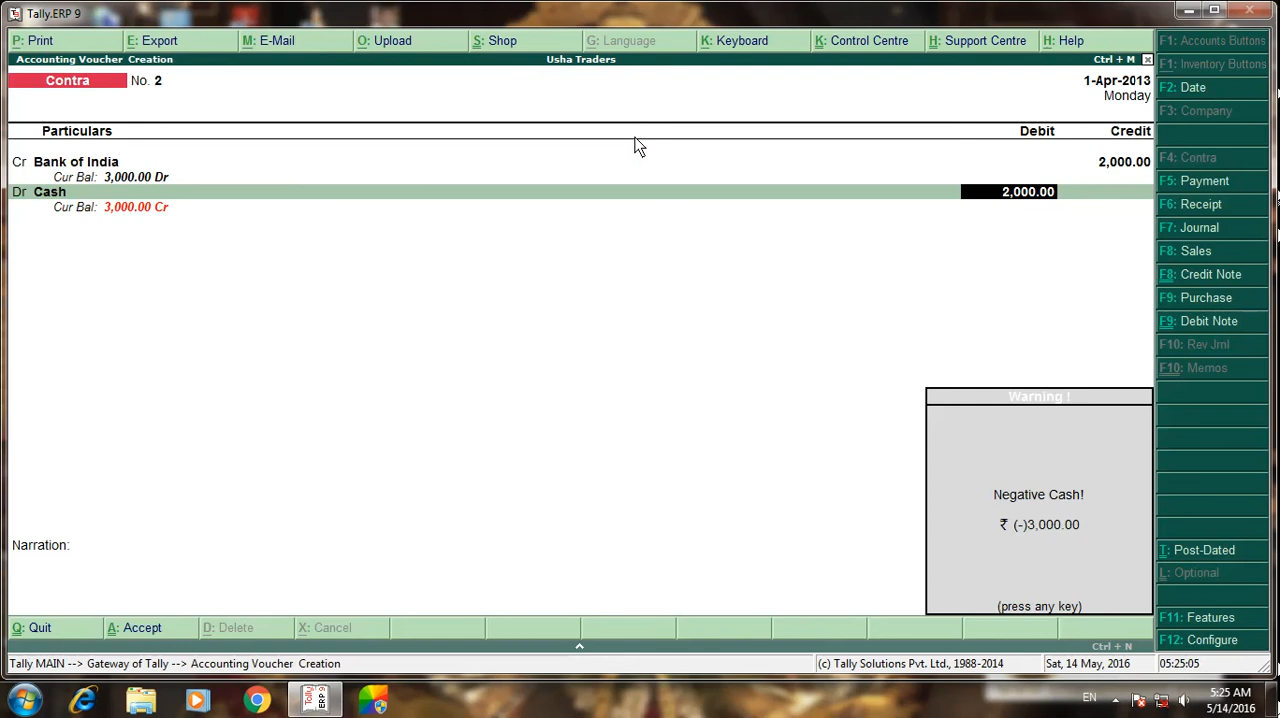 Tally.ERP 9
P: Print E: Export M: E-Mail O: Upload S: Shop G: Language K: Keyboard K: Control Centre H: Support Centre H: Help
Accounting Voucher Creation Usha Traders Ctrl + M
Contra No. 2 1-Apr-2013
Monday
Particulars Debit Credit
Cr Bank of India 2,000.00
Cur Bal: 3,000.00 Dr
Dr Cash 2,000.00
Cur Bal: 3,000.00 Cr
Warning !
Negative Cash!
₹ (-)3,000.00
(press any key)
Narration:
F1: Accounts Buttons
F1: Inventory Buttons
F2: Date
F3: Company
F4: Contra
F5: Payment
F6: Receipt
F7: Journal
F8: Sales
F8: Credit Note
F9: Purchase
F9: Debit Note
F10: Rev Jrnl
F10: Memos
T: Post-Dated
L: Optional
F11: Features
F12: Configure
Q: Quit A: Accept D: Delete X: Cancel
Ctrl + N
Tally MAIN --> Gateway of Tally --> Accounting Voucher Creation (c) Tally Solutions Pvt. Ltd., 1988-2014 Sat, 14 May, 2016 05:25:05
Tally
ERP 9
EN 5:25 AM
5/14/2016